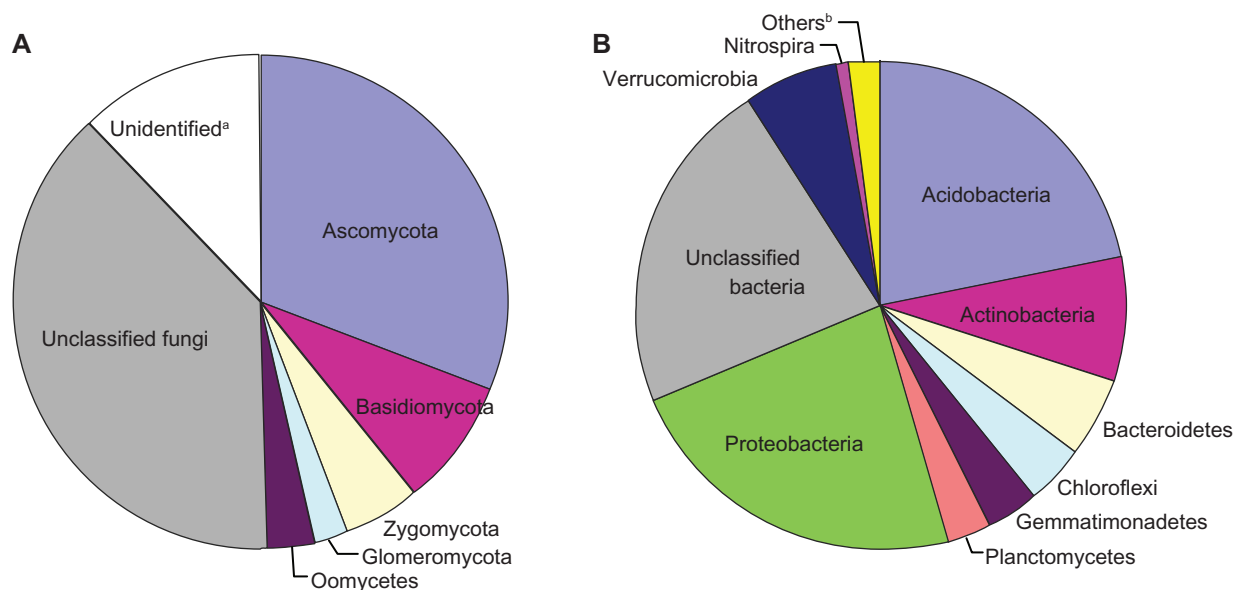 A
Unidentifiedª
Ascomycota
Unclassified fungi
Basidiomycota
Zygomycota
Glomeromycota
Oomycetes
B
Othersᵇ
Nitrospira
Verrucomicrobia
Acidobacteria
Unclassified
bacteria
Actinobacteria
Bacteroidetes
Proteobacteria
Chloroflexi
Gemmatimonadetes
Planctomycetes